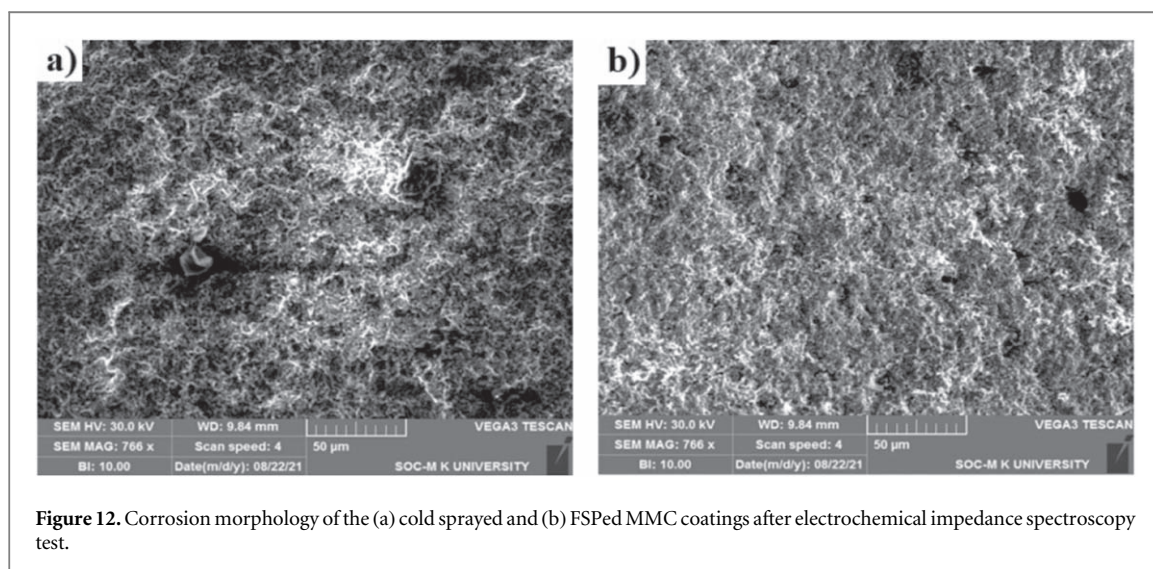 a)
SEM HV: 30.0 kV WD: 9.84 mm VEGA3 TESCAN
SEM MAG: 766 x Scan speed: 4 50 µm
BI: 10.00 Date(m/d/y): 08/22/21 SOC-M K UNIVERSITY
b)
SEM HV: 30.0 kV WD: 9.84 mm VEGA3 TESCAN
SEM MAG: 766 x Scan speed: 4 50 µm
BI: 10.00 Date(m/d/y): 08/22/21 SOC-M K UNIVERSITY
Figure 12. Corrosion morphology of the (a) cold sprayed and (b) FSPed MMC coatings after electrochemical impedance spectroscopy
test.